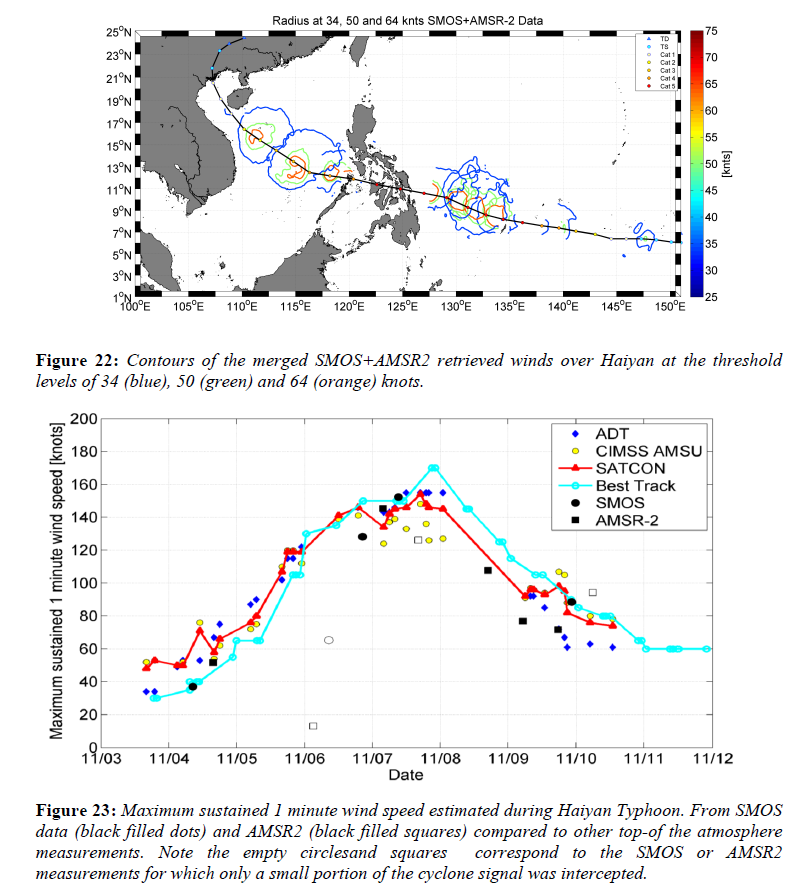 Radius at 34, 50 and 64 knts SMOS+AMSR-2 Data
25°N
23°N
21°N
19°N
17°N
15°N
13°N
11°N
9°N
7°N
5°N
3°N
1°N
100°E 105°E 110°E 115°E 120°E 125°E 130°E 135°E 140°E 145°E 150°E
TD
TS
Cat 1
Cat 2
Cat 3
Cat 4
Cat 5
75
70
65
60
55
50
45
40
35
30
25
[knts]
Figure 22: Contours of the merged SMOS+AMSR2 retrieved winds over Haiyan at the threshold
levels of 34 (blue), 50 (green) and 64 (orange) knots.
Maximum sustained 1 minute wind speed [knots]
200
180
160
140
120
100
80
60
40
20
0
11/03 11/04 11/05 11/06 11/07 11/08 11/09 11/10 11/11 11/12
Date
ADT
CIMSS AMSU
SATCON
Best Track
SMOS
AMSR-2
Figure 23: Maximum sustained 1 minute wind speed estimated during Haiyan Typhoon. From SMOS
data (black filled dots) and AMSR2 (black filled squares) compared to other top-of the atmosphere
measurements. Note the empty circlesand squares correspond to the SMOS or AMSR2
measurements for which only a small portion of the cyclone signal was intercepted.